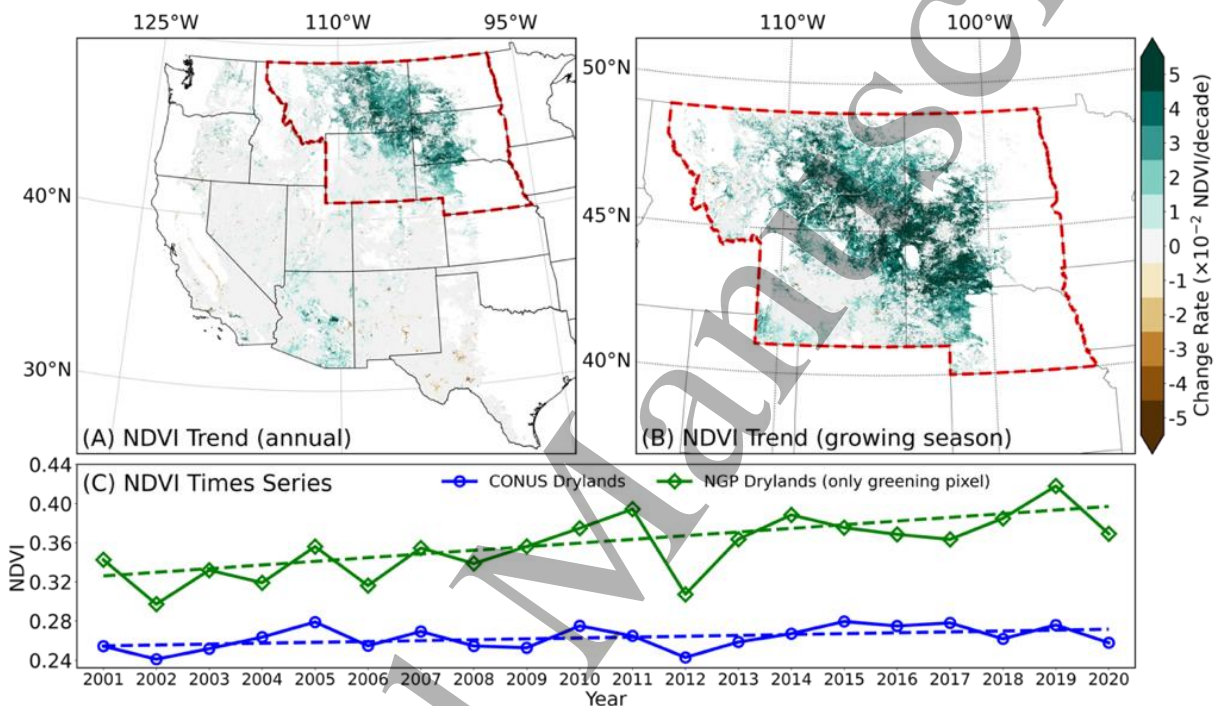 125°W 110°W 95°W 110°W 100°W
50°N
5
4
3
2
1
0
-1
-2
-3
-4
-5
Change Rate (×10⁻² NDVI/decade)
40°N 45°N
30°N 40°N
(A) NDVI Trend (annual) (B) NDVI Trend (growing season)
(C) NDVI Times Series CONUS Drylands NGP Drylands (only greening pixel)
0.44
0.40
0.36
0.32
0.28
0.24
NDVI
2001 2002 2003 2004 2005 2006 2007 2008 2009 2010 2011 2012 2013 2014 2015 2016 2017 2018 2019 2020
Year